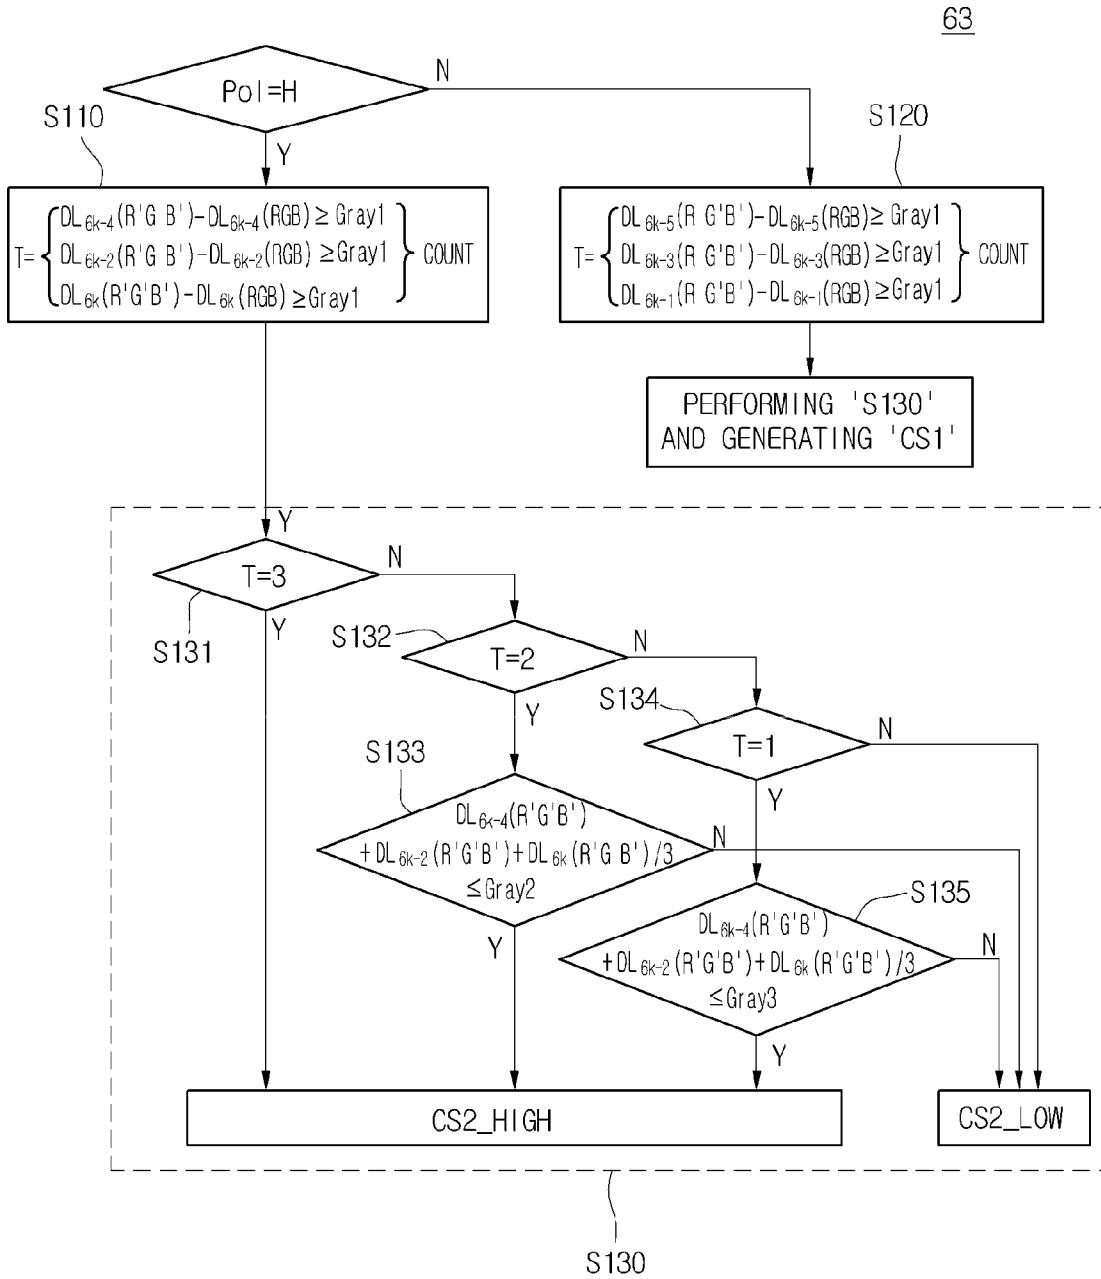 63
Pol=H
N
Y
S110
S120
T= { DL6k-4(R'G B')-DL6k-4(RGB)≥Gray1
DL6k-2(R'G B')-DL6k-2(RGB)≥Gray1
DL6k(R'G'B')-DL6k(RGB)≥Gray1 } COUNT
T= { DL6k-5(R G'B')-DL6k-5(RGB)≥Gray1
DL6k-3(R G'B')-DL6k-3(RGB)≥Gray1
DL6k-1(R G'B')-DL6k-1(RGB)≥Gray1 } COUNT
PERFORMING 'S130'
AND GENERATING 'CS1'
Y
T=3
N
S131
Y
S132
T=2
N
Y
S134
T=1
N
Y
S133
DL6k-4(R'G'B')
+DL6k-2(R'G'B')+DL6k(R'G B')/3
≤Gray2
N
Y
S135
DL6k-4(R'G'B')
+DL6k-2(R'G'B')+DL6k(R'G'B')/3
≤Gray3
N
Y
CS2_HIGH
CS2_LOW
S130